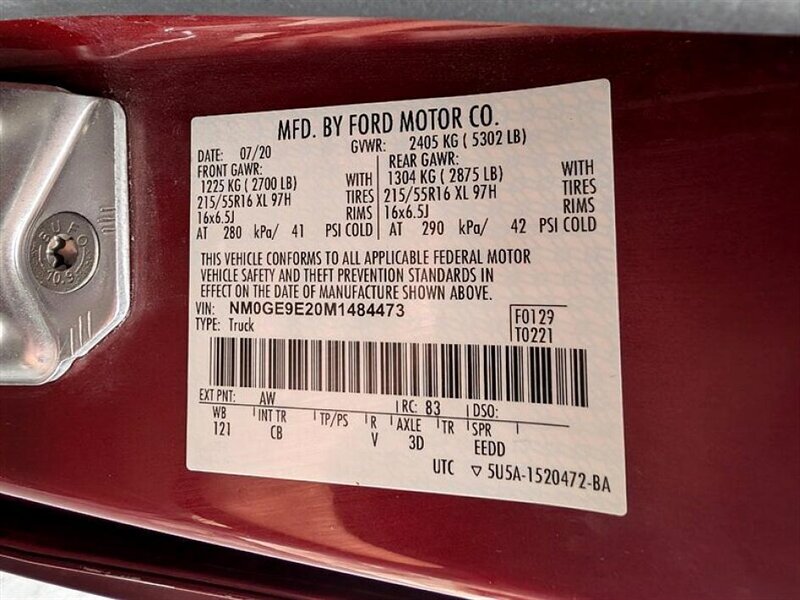 MFD. BY FORD MOTOR CO.
DATE: 07/20 GVWR: 2405 KG ( 5302 LB)
FRONT GAWR: REAR GAWR:
1225 KG ( 2700 LB) WITH 1304 KG ( 2875 LB) WITH
215/55R16 XL 97H TIRES 215/55R16 XL 97H TIRES
16x6.5J RIMS 16x6.5J RIMS
AT 280 kPa/ 41 PSI COLD AT 290 kPa/ 42 PSI COLD
THIS VEHICLE CONFORMS TO ALL APPLICABLE FEDERAL MOTOR
VEHICLE SAFETY AND THEFT PREVENTION STANDARDS IN
EFFECT ON THE DATE OF MANUFACTURE SHOWN ABOVE.
VIN: NM0GE9E20M1484473 F0129
TYPE: Truck T0221
EXT PNT: AW RC: 83 DSO:
WB INT TR TP/PS R AXLE TR SPR
121 CB V 3D EEDD
UTC ▽ 5U5A-1520472-BA
BUFO
10.9